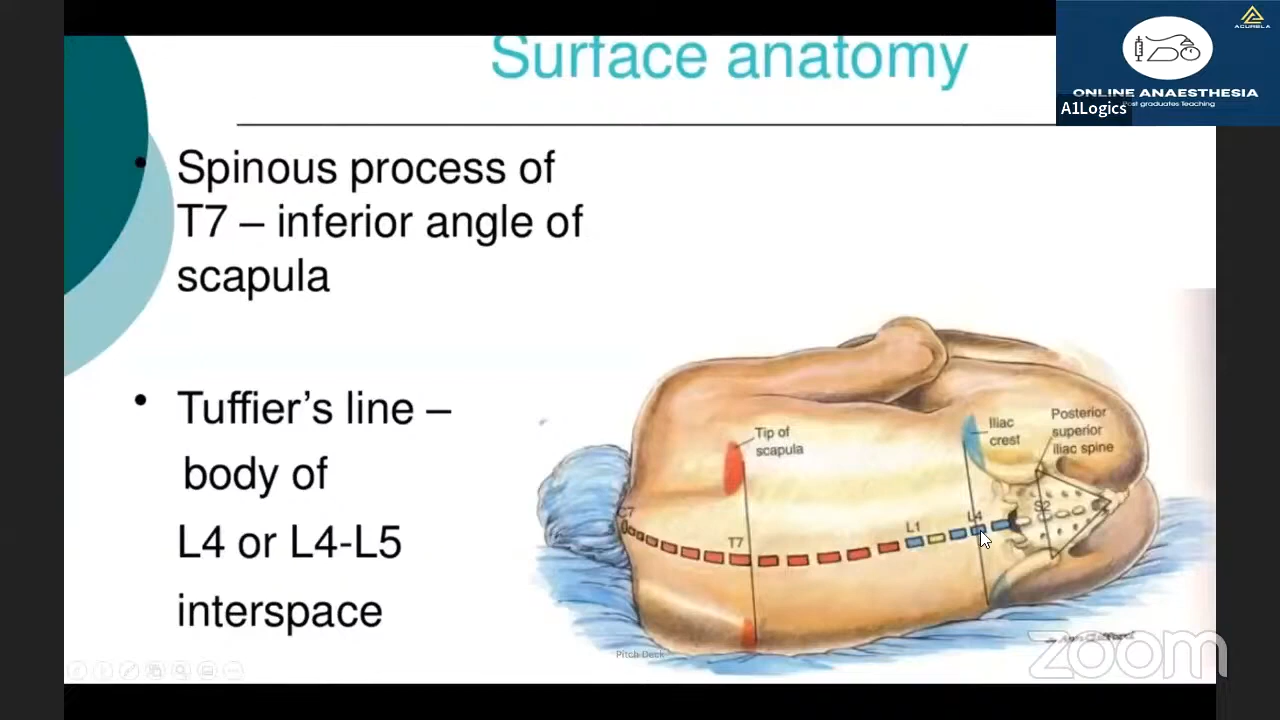 Surface anatomy
ACURELA
ONLINE ANAESTHESIA
Post graduates Teaching
A1Logics
• Spinous process of
T7 – inferior angle of
scapula
• Tuffier’s line –
body of
L4 or L4-L5
interspace
Tip of
scapula
Iliac
crest
Posterior
superior
iliac spine
C7
T7
L1
L4
S2
Pitch Deck
zoom